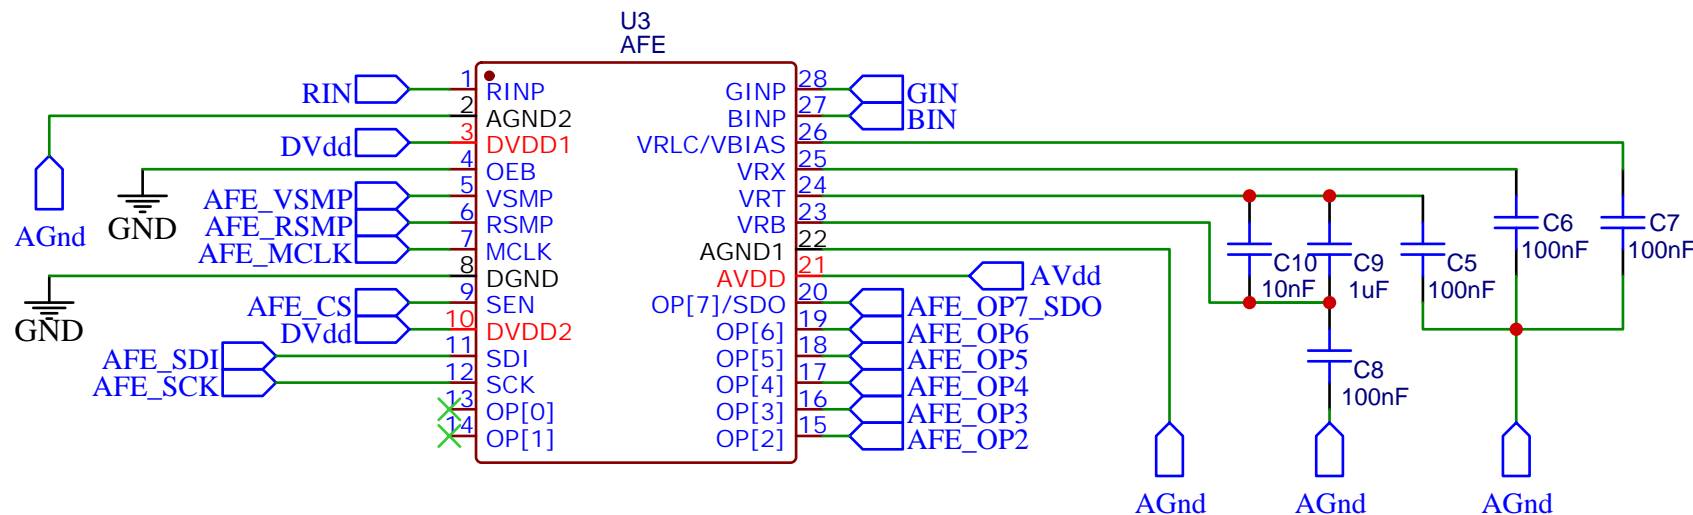 U3
AFE
1 RINP
2 AGND2
3 DVDD1
4 OEB
5 VSMP
6 RSMP
7 MCLK
8 DGND
9 SEN
10 DVDD2
11 SDI
12 SCK
13 OP[0]
14 OP[1]
28 GINP
27 BINP
26 VRLC/VBIAS
25 VRX
24 VRT
23 VRB
22 AGND1
21 AVDD
20 OP[7]/SDO
19 OP[6]
18 OP[5]
17 OP[4]
16 OP[3]
15 OP[2]
RIN
DVdd
AGnd
GND
AFE_VSMP
AFE_RSMP
AFE_MCLK
GND
AFE_CS
DVdd
AFE_SDI
AFE_SCK
GIN
BIN
AVdd
AFE_OP7_SDO
AFE_OP6
AFE_OP5
AFE_OP4
AFE_OP3
AFE_OP2
C10
10nF
C9
1uF
C5
100nF
C6
100nF
C7
100nF
C8
100nF
AGnd
AGnd
AGnd